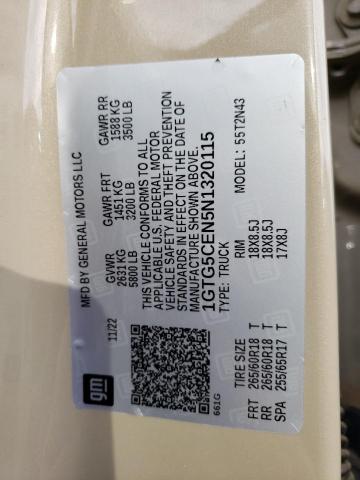 gm
MFD BY GENERAL MOTORS LLC
11/22
GVWR GAWR FRT GAWR RR
2631 KG 1451 KG 1588 KG
5800 LB 3200 LB 3500 LB
THIS VEHICLE CONFORMS TO ALL
APPLICABLE U.S. FEDERAL MOTOR
VEHICLE SAFETY AND THEFT PREVENTION
STANDARDS IN EFFECT ON THE DATE OF
MANUFACTURE SHOWN ABOVE.
1GTG5CEN5N1320115
TYPE: TRUCK MODEL: 55T2N43
661G
TIRE SIZE RIM
FRT 265/60R18 T 18X8.5J
RR 265/60R18 T 18X8.5J
SPA 255/65R17 T 17X8J